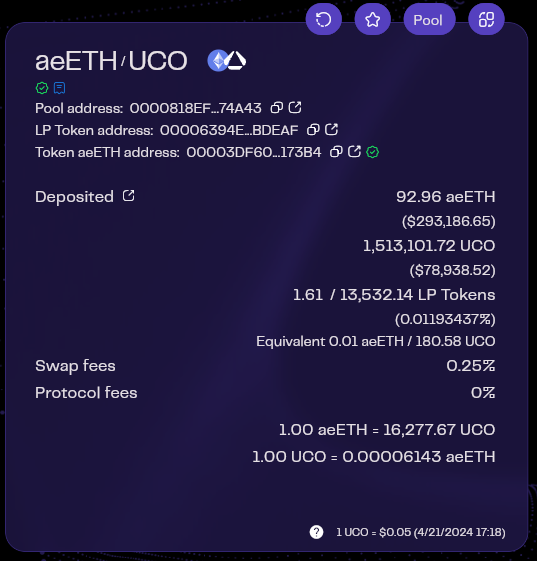 Pool
aeETH/UCO
Pool address: 0000818EF...74A43
LP Token address: 00006394E...BDEAF
Token aeETH address: 00003DF60...173B4
Deposited 92.96 aeETH
($293,186.65)
1,513,101.72 UCO
($78,938.52)
1.61 / 13,532.14 LP Tokens
(0.01193437%)
Equivalent 0.01 aeETH / 180.58 UCO
Swap fees 0.25%
Protocol fees 0%
1.00 aeETH = 16,277.67 UCO
1.00 UCO = 0.00006143 aeETH
? 1 UCO = $0.05 (4/21/2024 17:18)